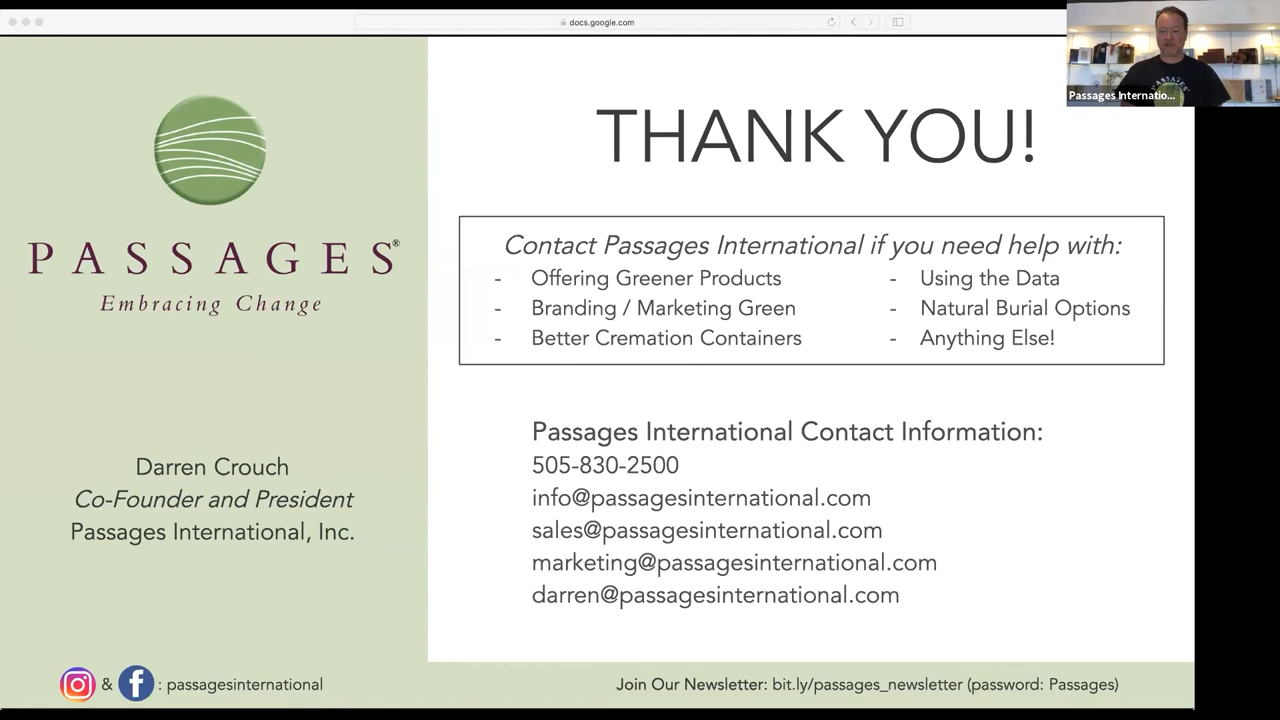 docs.google.com
Passages Internatio...
PASSAGES®
Embracing Change
Darren Crouch
Co-Founder and President
Passages International, Inc.
THANK YOU!
Contact Passages International if you need help with:
- Offering Greener Products
- Branding / Marketing Green
- Better Cremation Containers
- Using the Data
- Natural Burial Options
- Anything Else!
Passages International Contact Information:
505-830-2500
info@passagesinternational.com
sales@passagesinternational.com
marketing@passagesinternational.com
darren@passagesinternational.com
& : passagesinternational
Join Our Newsletter: bit.ly/passages_newsletter (password: Passages)
PASSAGES